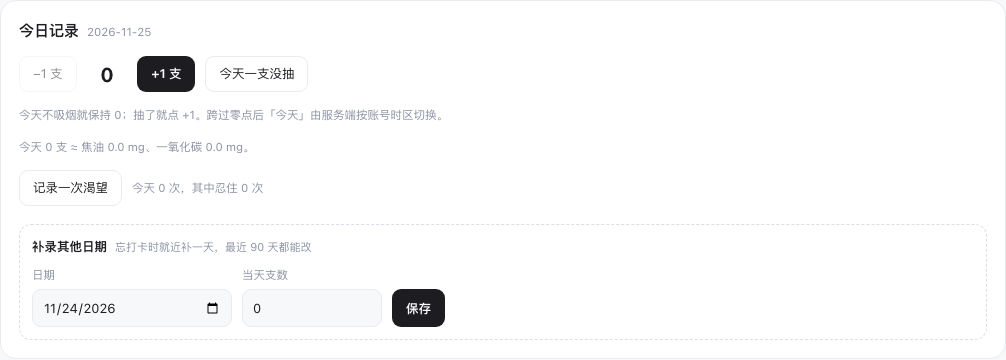 今日记录 2026-11-25
−1 支 0 +1 支 今天一支没抽
今天不吸烟就保持 0；抽了就点 +1。跨过零点后「今天」由服务端按账号时区切换。
今天 0 支 ≈ 焦油 0.0 mg、一氧化碳 0.0 mg。
记录一次渴望 今天 0 次，其中忍住 0 次
补录其他日期 忘打卡时就近补一天，最近 90 天都能改
日期 当天支数
11/24/2026 0 保存